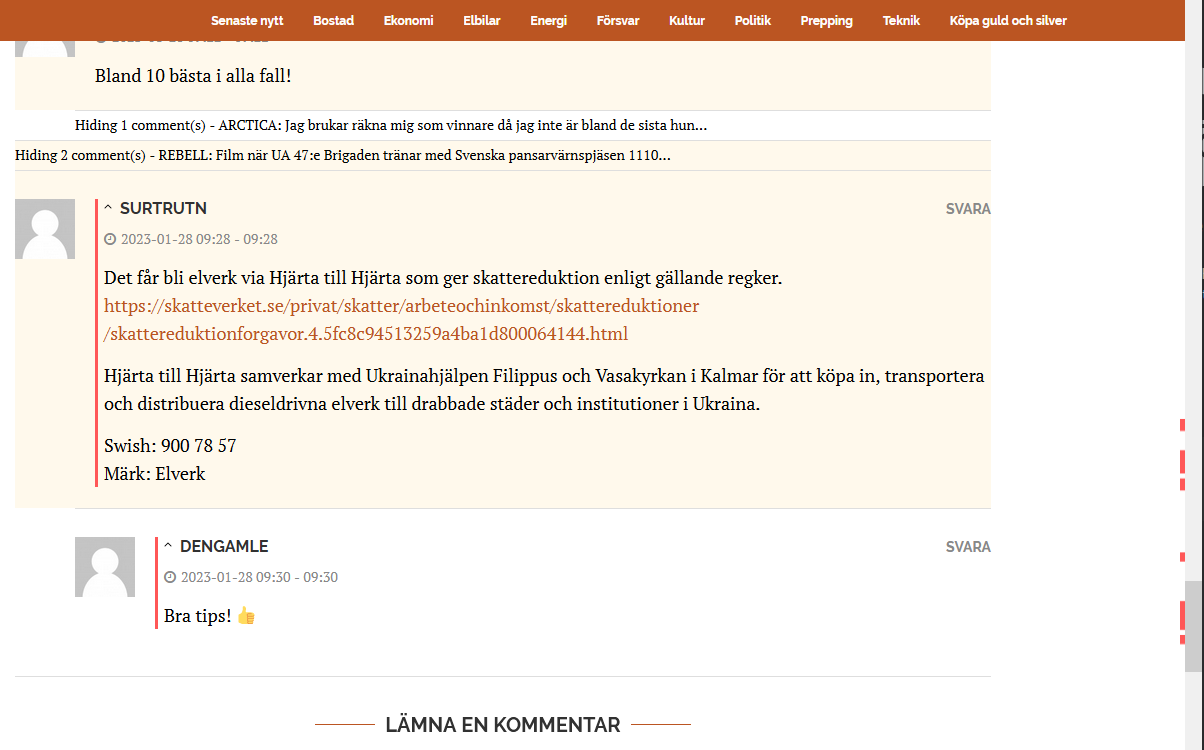 Senaste nytt Bostad Ekonomi Elbilar Energi Försvar Kultur Politik Prepping Teknik Köpa guld och silver
Bland 10 bästa i alla fall!
Hiding 1 comment(s) - ARCTICA: Jag brukar räkna mig som vinnare då jag inte är bland de sista hun...
Hiding 2 comment(s) - REBELL: Film när UA 47:e Brigaden tränar med Svenska pansarvärnspjäsen 1110...
^ SURTRUTN SVARA
2023-01-28 09:28 - 09:28
Det får bli elverk via Hjärta till Hjärta som ger skattereduktion enligt gällande regker.
https://skatteverket.se/privat/skatter/arbeteochinkomst/skattereduktioner
/skattereduktionforgavor.4.5fc8c94513259a4ba1d800064144.html
Hjärta till Hjärta samverkar med Ukrainahjälpen Filippus och Vasakyrkan i Kalmar för att köpa in, transportera
och distribuera dieseldrivna elverk till drabbade städer och institutioner i Ukraina.
Swish: 900 78 57
Märk: Elverk
^ DENGAMLE SVARA
2023-01-28 09:30 - 09:30
Bra tips! 👍
LÄMNA EN KOMMENTAR